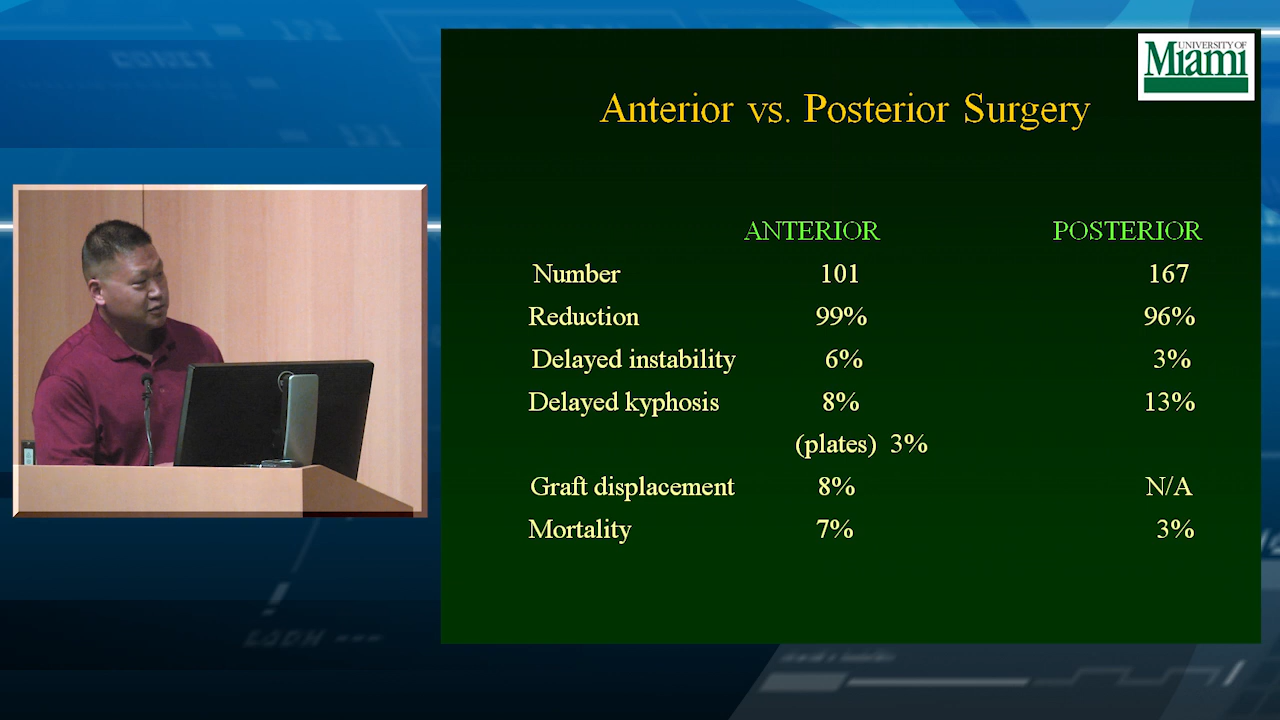 UNIVERSITY OF
Miami
Anterior vs. Posterior Surgery
ANTERIOR POSTERIOR
Number 101 167
Reduction 99% 96%
Delayed instability 6% 3%
Delayed kyphosis 8% 13%
(plates) 3%
Graft displacement 8% N/A
Mortality 7% 3%